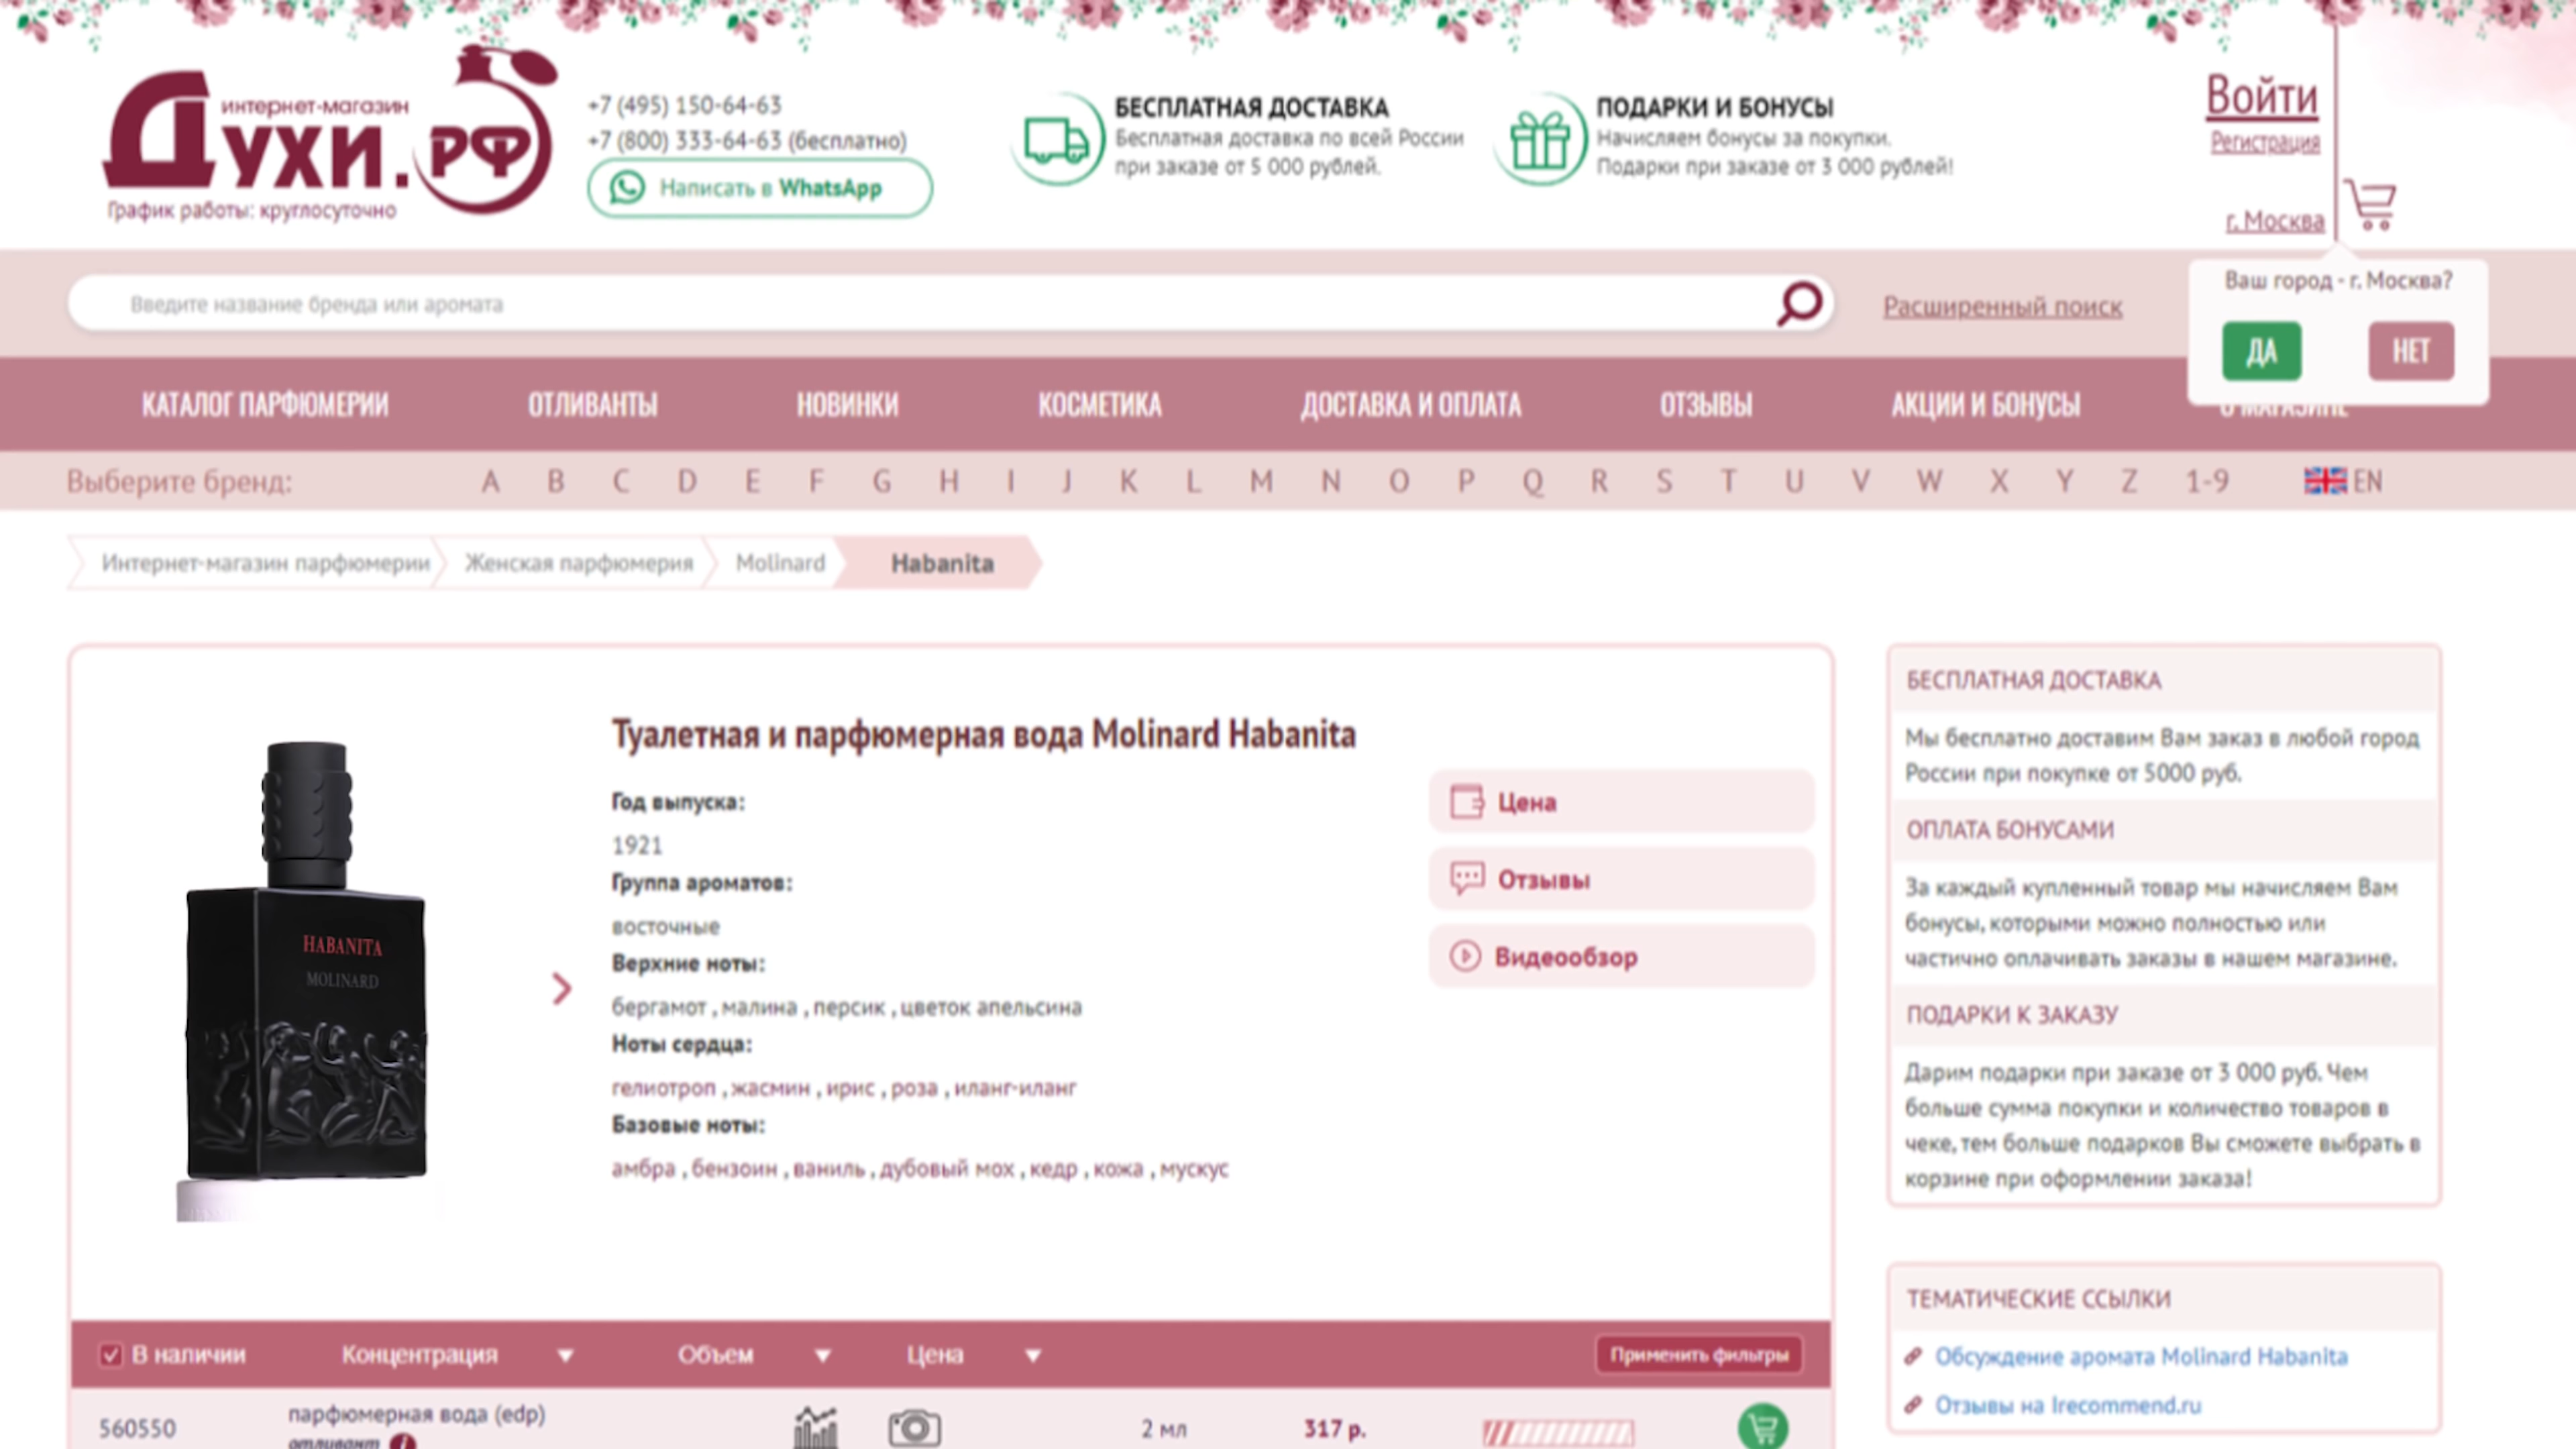 интернет-магазин
Духи.рф
График работы: круглосуточно
+7 (495) 150-64-63
+7 (800) 333-64-63 (бесплатно)
Написать в WhatsApp
БЕСПЛАТНАЯ ДОСТАВКА
Бесплатная доставка по всей России
при заказе от 5 000 рублей.
ПОДАРКИ И БОНУСЫ
Начисляем бонусы за покупки.
Подарки при заказе от 3 000 рублей!
Войти
Регистрация
г. Москва
Ваш город - г. Москва?
ДА НЕТ
Введите название бренда или аромата
Расширенный поиск
КАТАЛОГ ПАРФЮМЕРИИ ОТЛИВАНТЫ НОВИНКИ КОСМЕТИКА ДОСТАВКА И ОПЛАТА ОТЗЫВЫ АКЦИИ И БОНУСЫ О МАГАЗИНЕ
Выберите бренд: A B C D E F G H I J K L M N O P Q R S T U V W X Y Z 1-9 EN
Интернет-магазин парфюмерии Женская парфюмерия Molinard Habanita
HABANITA
MOLINARD
Туалетная и парфюмерная вода Molinard Habanita
Год выпуска:
1921
Группа ароматов:
восточные
Верхние ноты:
бергамот , малина , персик , цветок апельсина
Ноты сердца:
гелиотроп , жасмин , ирис , роза , иланг-иланг
Базовые ноты:
амбра , бензоин , ваниль , дубовый мох , кедр , кожа , мускус
Цена
Отзывы
Видеообзор
БЕСПЛАТНАЯ ДОСТАВКА
Мы бесплатно доставим Вам заказ в любой город
России при покупке от 5000 руб.
ОПЛАТА БОНУСАМИ
За каждый купленный товар мы начисляем Вам
бонусы, которыми можно полностью или
частично оплачивать заказы в нашем магазине.
ПОДАРКИ К ЗАКАЗУ
Дарим подарки при заказе от 3 000 руб. Чем
больше сумма покупки и количество товаров в
чеке, тем больше подарков Вы сможете выбрать в
корзине при оформлении заказа!
ТЕМАТИЧЕСКИЕ ССЫЛКИ
Обсуждение аромата Molinard Habanita
Отзывы на Irecommend.ru
В наличии Концентрация Объем Цена Применить фильтры
560550 парфюмерная вода (edp) 2 мл 317 р.
отливант